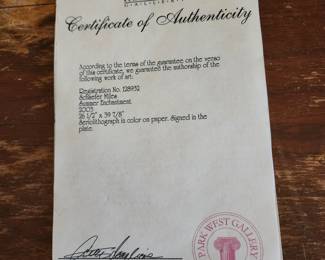 Certificate of Authenticity
According to the terms of the guarantee on the verso
of this certificate, we guarantee the authorship of the
following work of art:
Registration No. 128932
Schaefer Miles
Summer Enchantment
2003
26 1/2" x 39 7/8"
Seriolithograph is color on paper. Signed in the
plate.
PARK WEST GALLERY